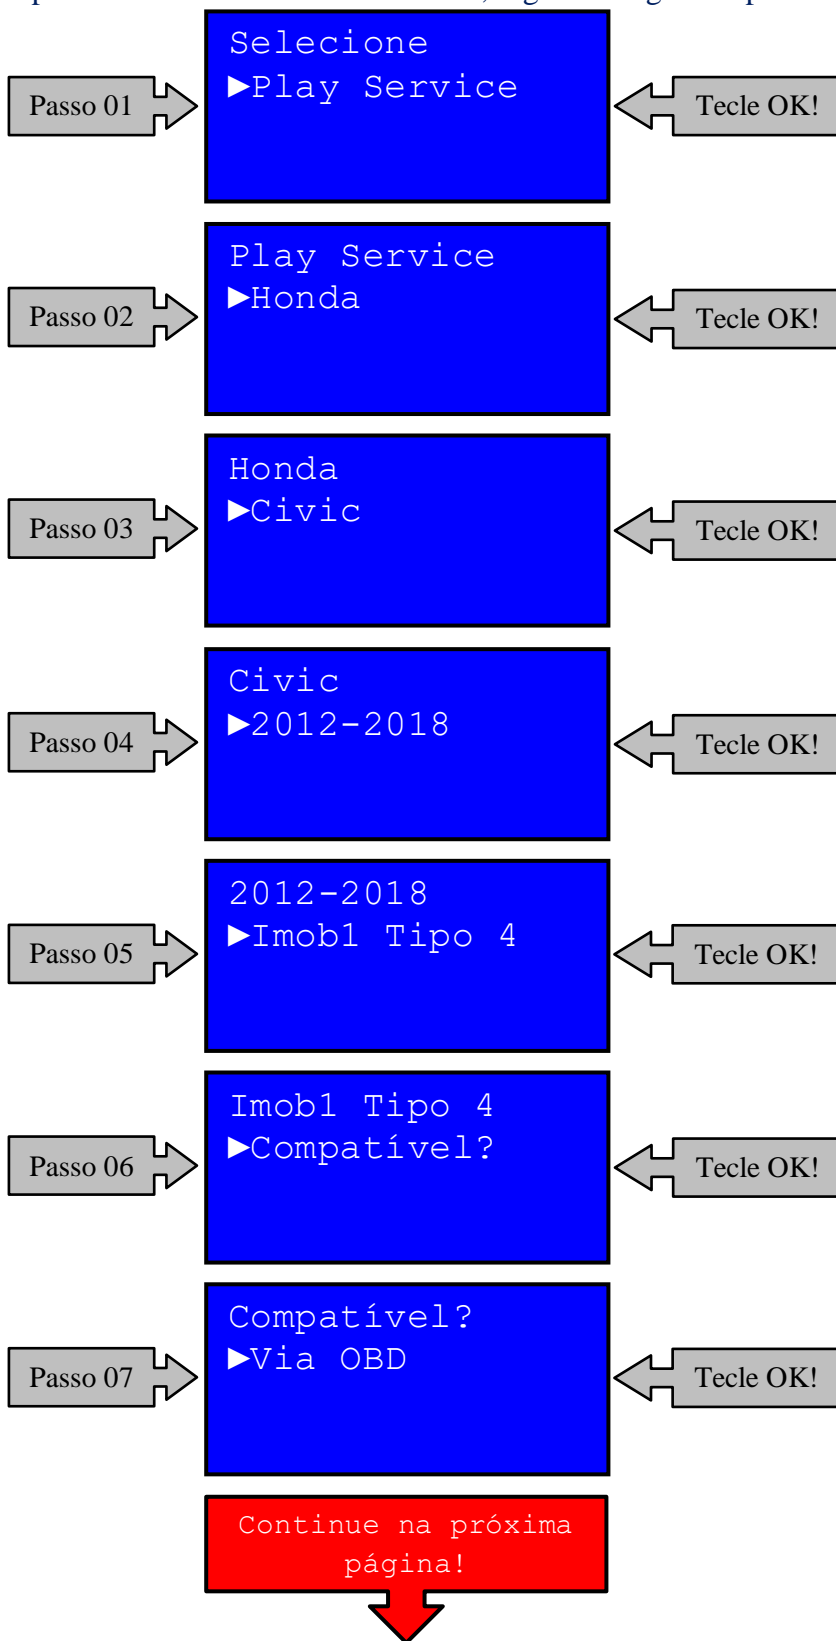 Selecione
►Play Service
Passo 01
Tecle OK!
Play Service
►Honda
Passo 02
Tecle OK!
Honda
►Civic
Passo 03
Tecle OK!
Civic
►2012-2018
Passo 04
Tecle OK!
2012-2018
►Imob1 Tipo 4
Passo 05
Tecle OK!
Imob1 Tipo 4
►Compatível?
Passo 06
Tecle OK!
Compatível?
►Via OBD
Passo 07
Tecle OK!
Continue na próxima
página!